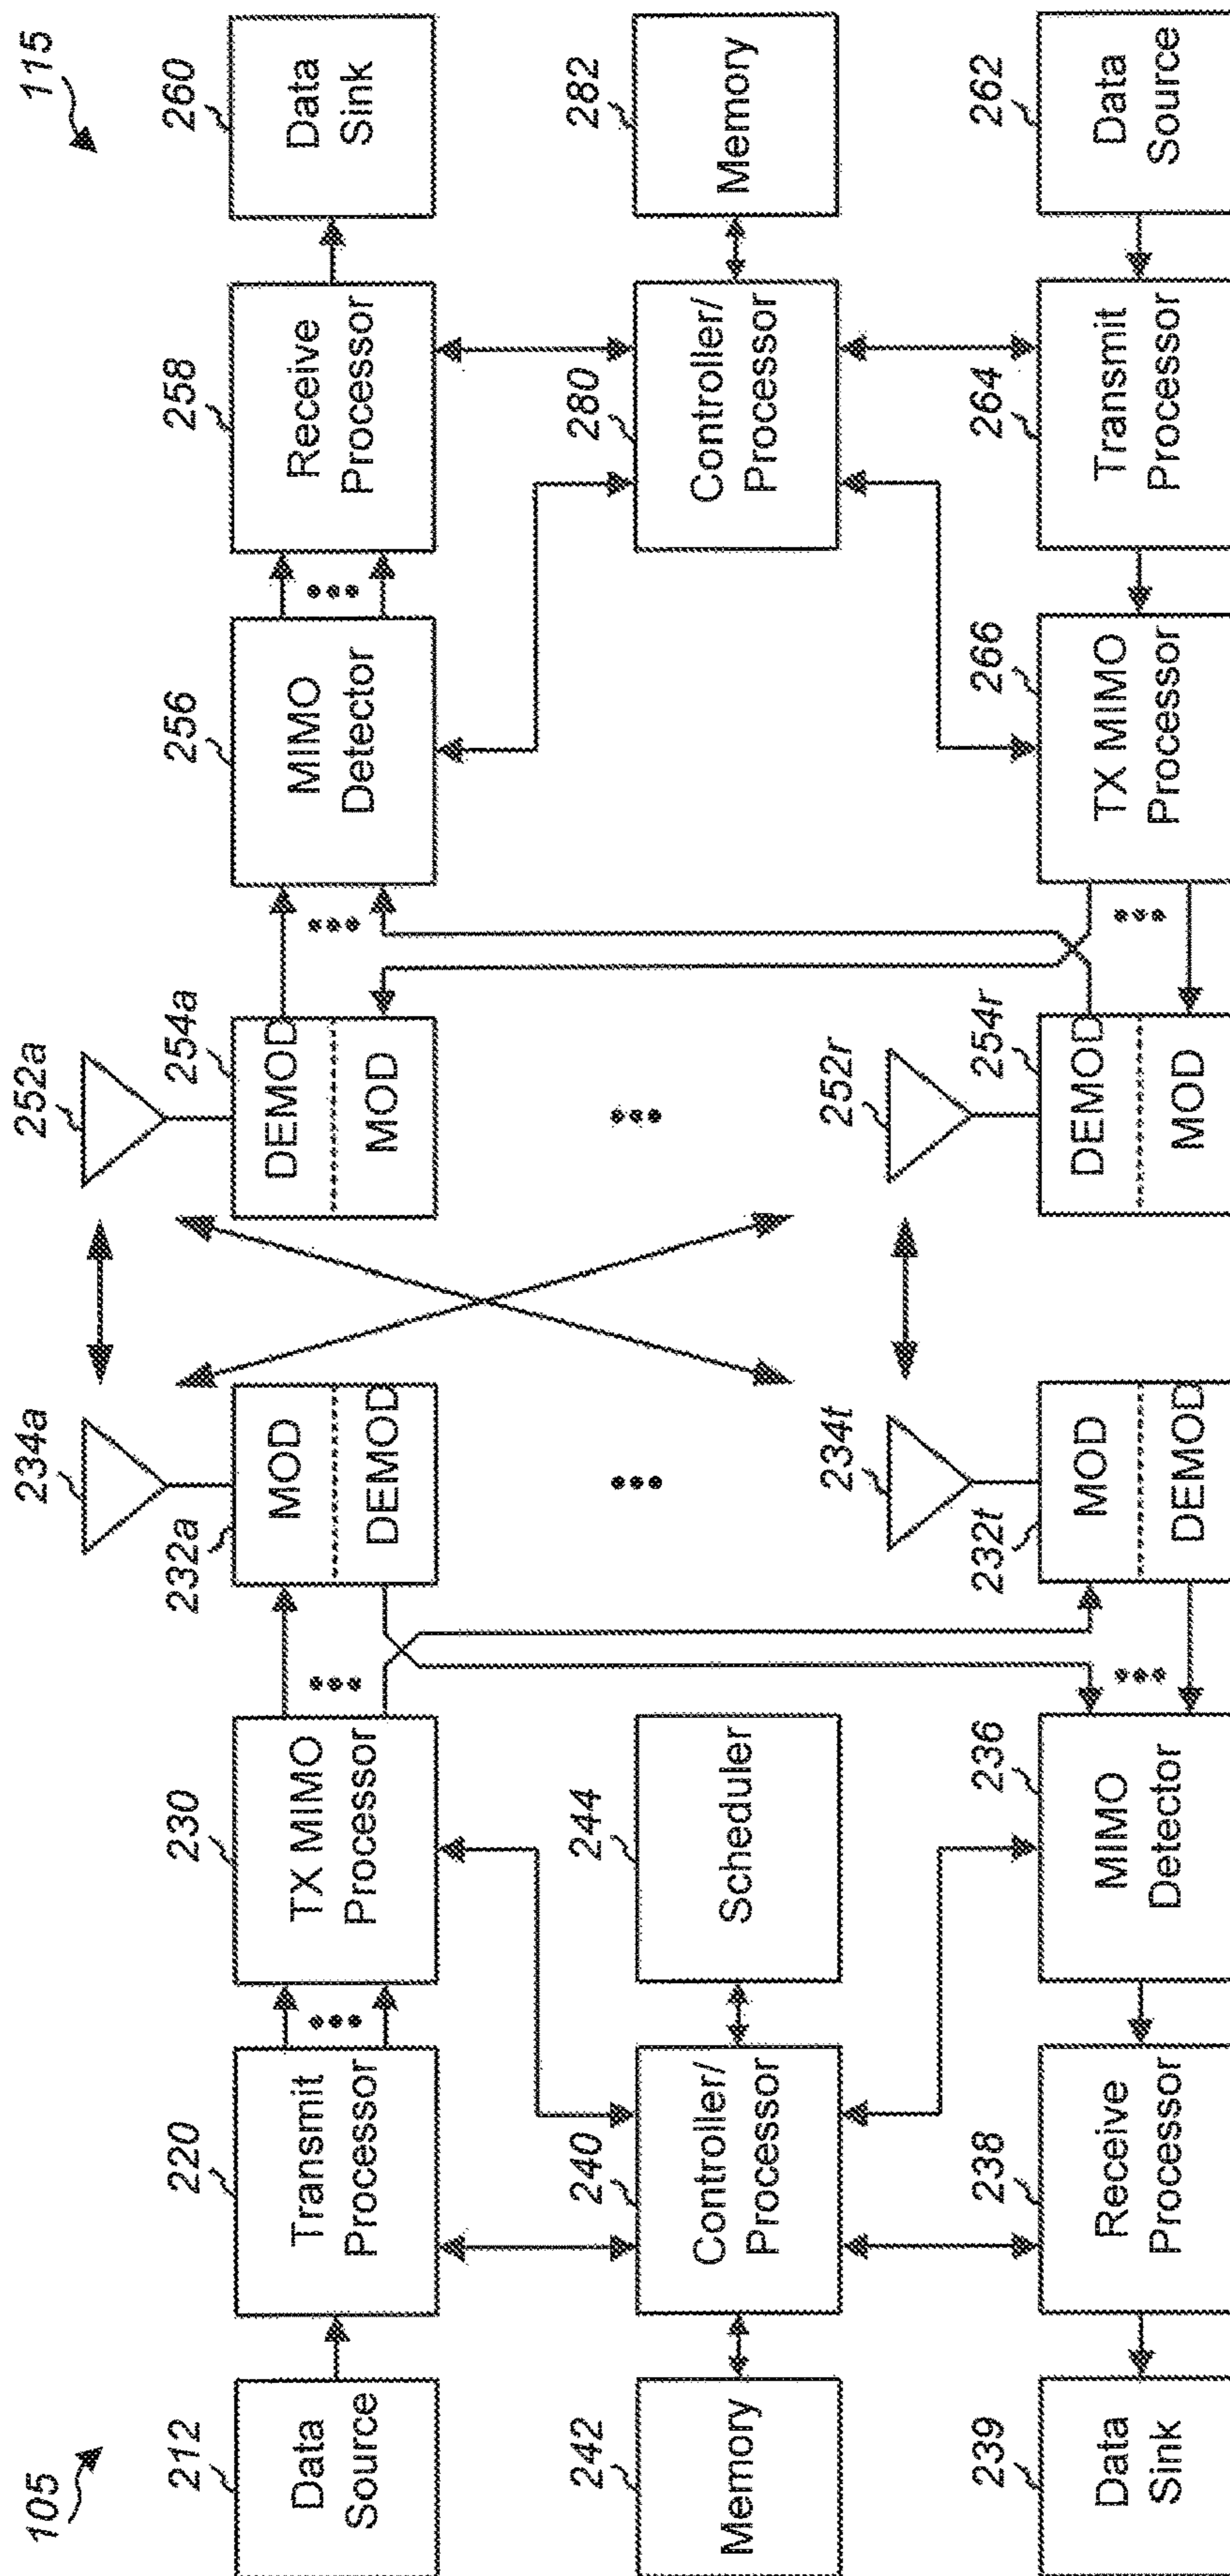 105
212
Data
Source
220
Transmit
Processor
230
TX MIMO
Processor
232a
MOD
DEMOD
234a
252a
254a
DEMOD
MOD
256
MIMO
Detector
258
Receive
Processor
260
Data
Sink
115
242
Memory
240
Controller/
Processor
244
Scheduler
280
Controller/
Processor
282
Memory
239
Data
Sink
238
Receive
Processor
236
MIMO
Detector
232t
MOD
DEMOD
234t
252r
254r
DEMOD
MOD
266
TX MIMO
Processor
264
Transmit
Processor
262
Data
Source